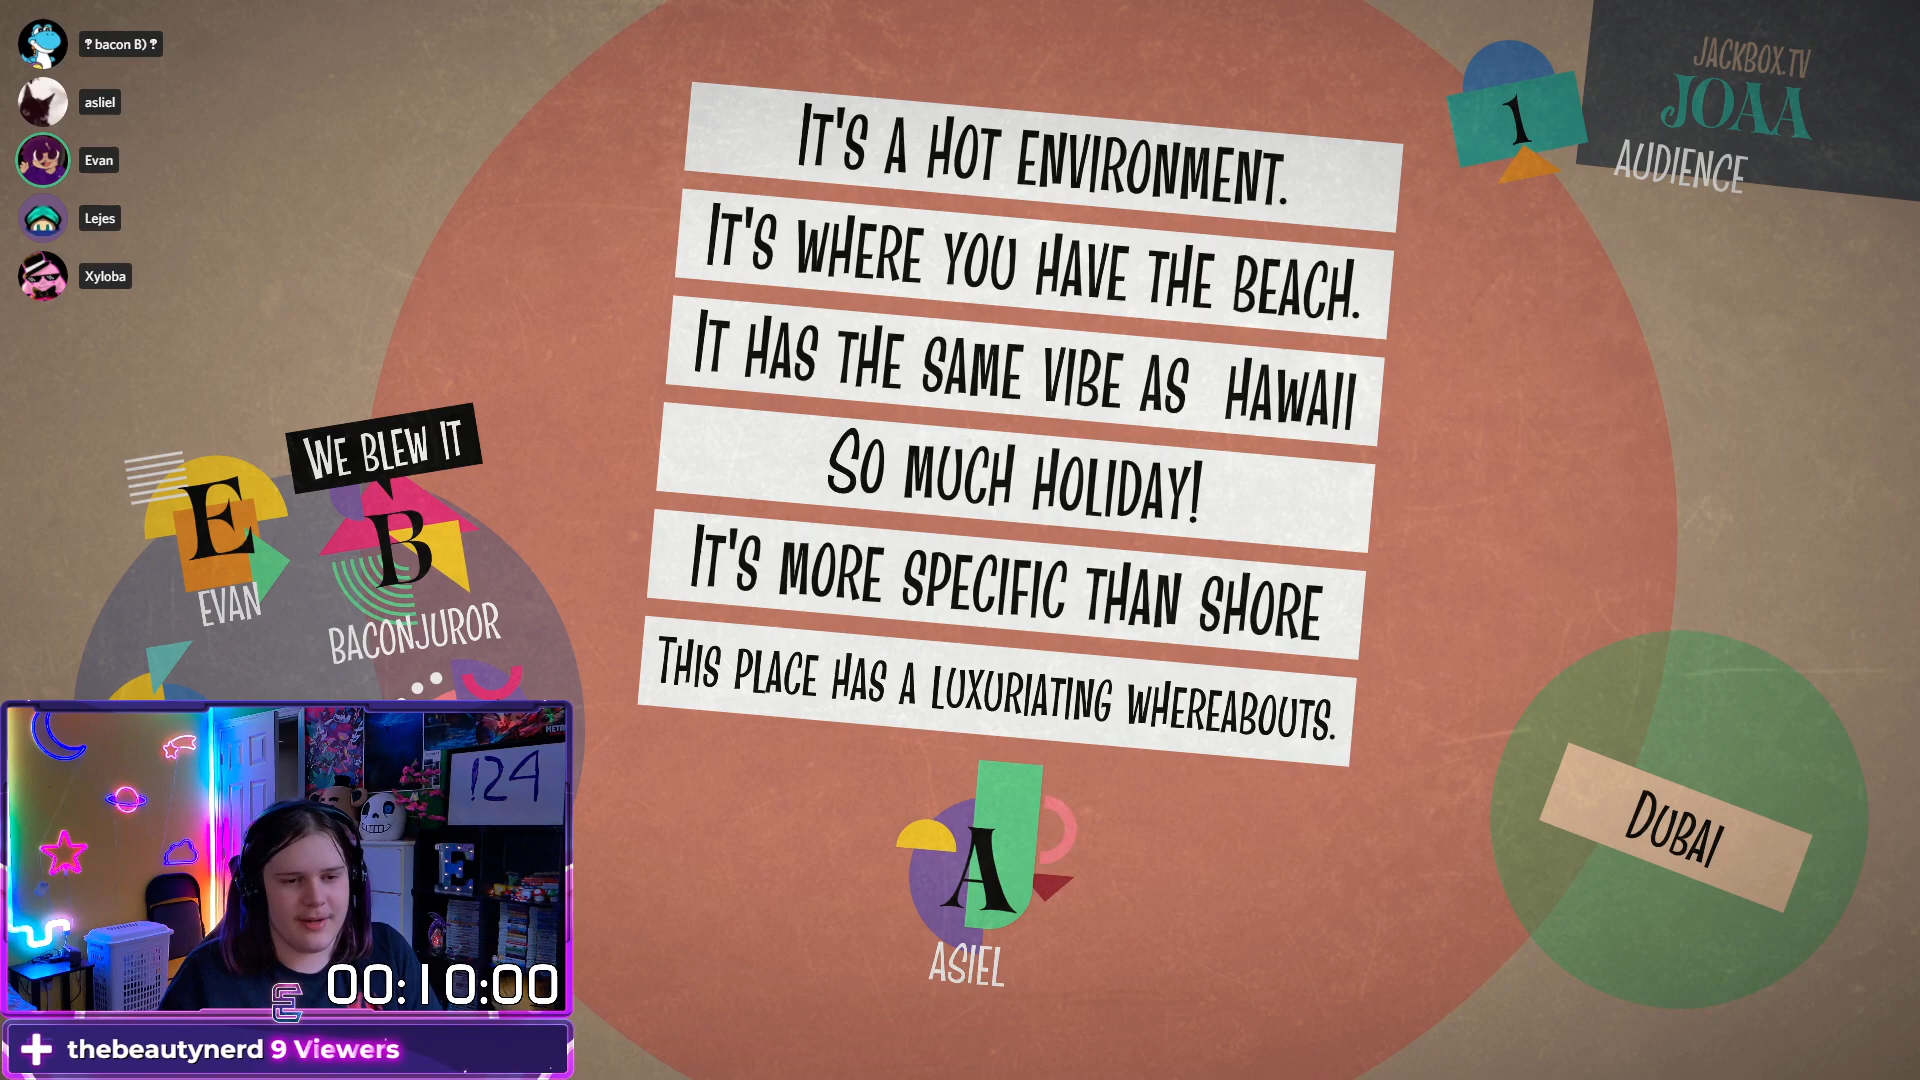 ? bacon B) ?
asliel
Evan
Lejes
Xyloba
IT'S A HOT ENVIRONMENT.
IT'S WHERE YOU HAVE THE BEACH.
IT HAS THE SAME VIBE AS HAWAII
SO MUCH HOLIDAY!
IT'S MORE SPECIFIC THAN SHORE
THIS PLACE HAS A LUXURIATING WHEREABOUTS.
A
ASIEL
1
JACKBOX.TV
JOAA
AUDIENCE
WE BLEW IT
E
EVAN
B
BACONJUROR
DUBAI
!24
E
00:10:00
thebeautynerd 9 Viewers